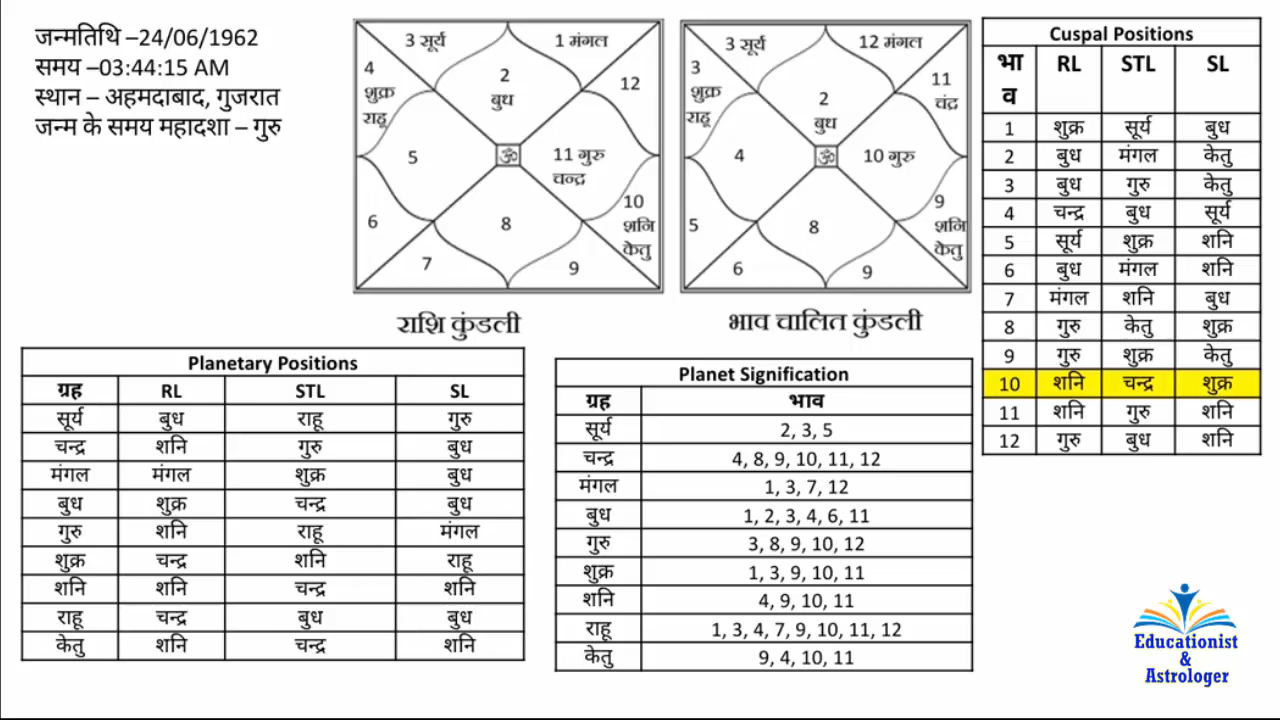 जन्मतिथि –24/06/1962
समय –03:44:15 AM
स्थान – अहमदाबाद, गुजरात
जन्म के समय महादशा – गुरु
3 सूर्य
1 मंगल
4
शुक्र
राहू
2
बुध
12
5
ॐ
11 गुरु
चन्द्र
10
शनि
केतु
6
8
7
9
राशि कुंडली
3 सूर्य
12 मंगल
3
शुक्र
राहू
2
बुध
11
चंद्र
4
ॐ
10 गुरु
9
शनि
केतु
5
8
6
9
भाव चालित कुंडली
Cuspal Positions
भा
व
RL STL SL
1 शुक्र सूर्य बुध
2 बुध मंगल केतु
3 बुध गुरु केतु
4 चन्द्र बुध सूर्य
5 सूर्य शुक्र शनि
6 बुध मंगल शनि
7 मंगल शनि बुध
8 गुरु केतु शुक्र
9 गुरु शुक्र केतु
10 शनि चन्द्र शुक्र
11 शनि गुरु शनि
12 गुरु बुध शनि
Planetary Positions
ग्रह RL STL SL
सूर्य बुध राहू गुरु
चन्द्र शनि गुरु बुध
मंगल मंगल शुक्र बुध
बुध शुक्र चन्द्र बुध
गुरु शनि राहू मंगल
शुक्र चन्द्र शनि राहू
शनि शनि चन्द्र शनि
राहू चन्द्र बुध बुध
केतु शनि चन्द्र शनि
Planet Signification
ग्रह भाव
सूर्य 2, 3, 5
चन्द्र 4, 8, 9, 10, 11, 12
मंगल 1, 3, 7, 12
बुध 1, 2, 3, 4, 6, 11
गुरु 3, 8, 9, 10, 12
शुक्र 1, 3, 9, 10, 11
शनि 4, 9, 10, 11
राहू 1, 3, 4, 7, 9, 10, 11, 12
केतु 9, 4, 10, 11
Educationist
&
Astrologer